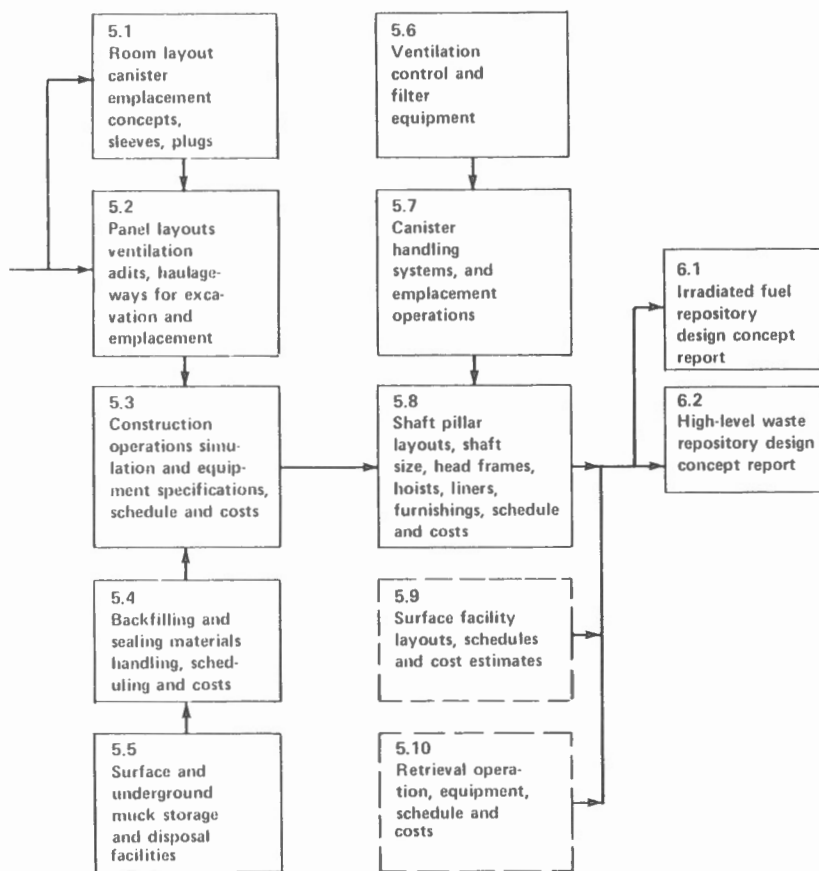 5.1
Room layout
canister
emplacement
concepts,
sleeves, plugs
5.2
Panel layouts
ventilation
adits, haulage-
ways for exca-
vation and
emplacement
5.3
Construction
operations simu-
lation and equip-
ment specifications,
schedule and costs
5.4
Backfilling and
sealing materials
handling, sched-
uling and costs
5.5
Surface and
underground
muck storage
and disposal
facilities
5.6
Ventilation
control and
filter
equipment
5.7
Canister
handling
systems, and
emplacement
operations
5.8
Shaft pillar
layouts, shaft
size, head frames,
hoists, liners,
furnishings, schedule
and costs
5.9
Surface facility
layouts, schedules
and cost estimates
5.10
Retrieval opera-
tion, equipment,
schedule and
costs
6.1
Irradiated fuel
repository
design concept
report
6.2
High-level waste
repository design
concept report